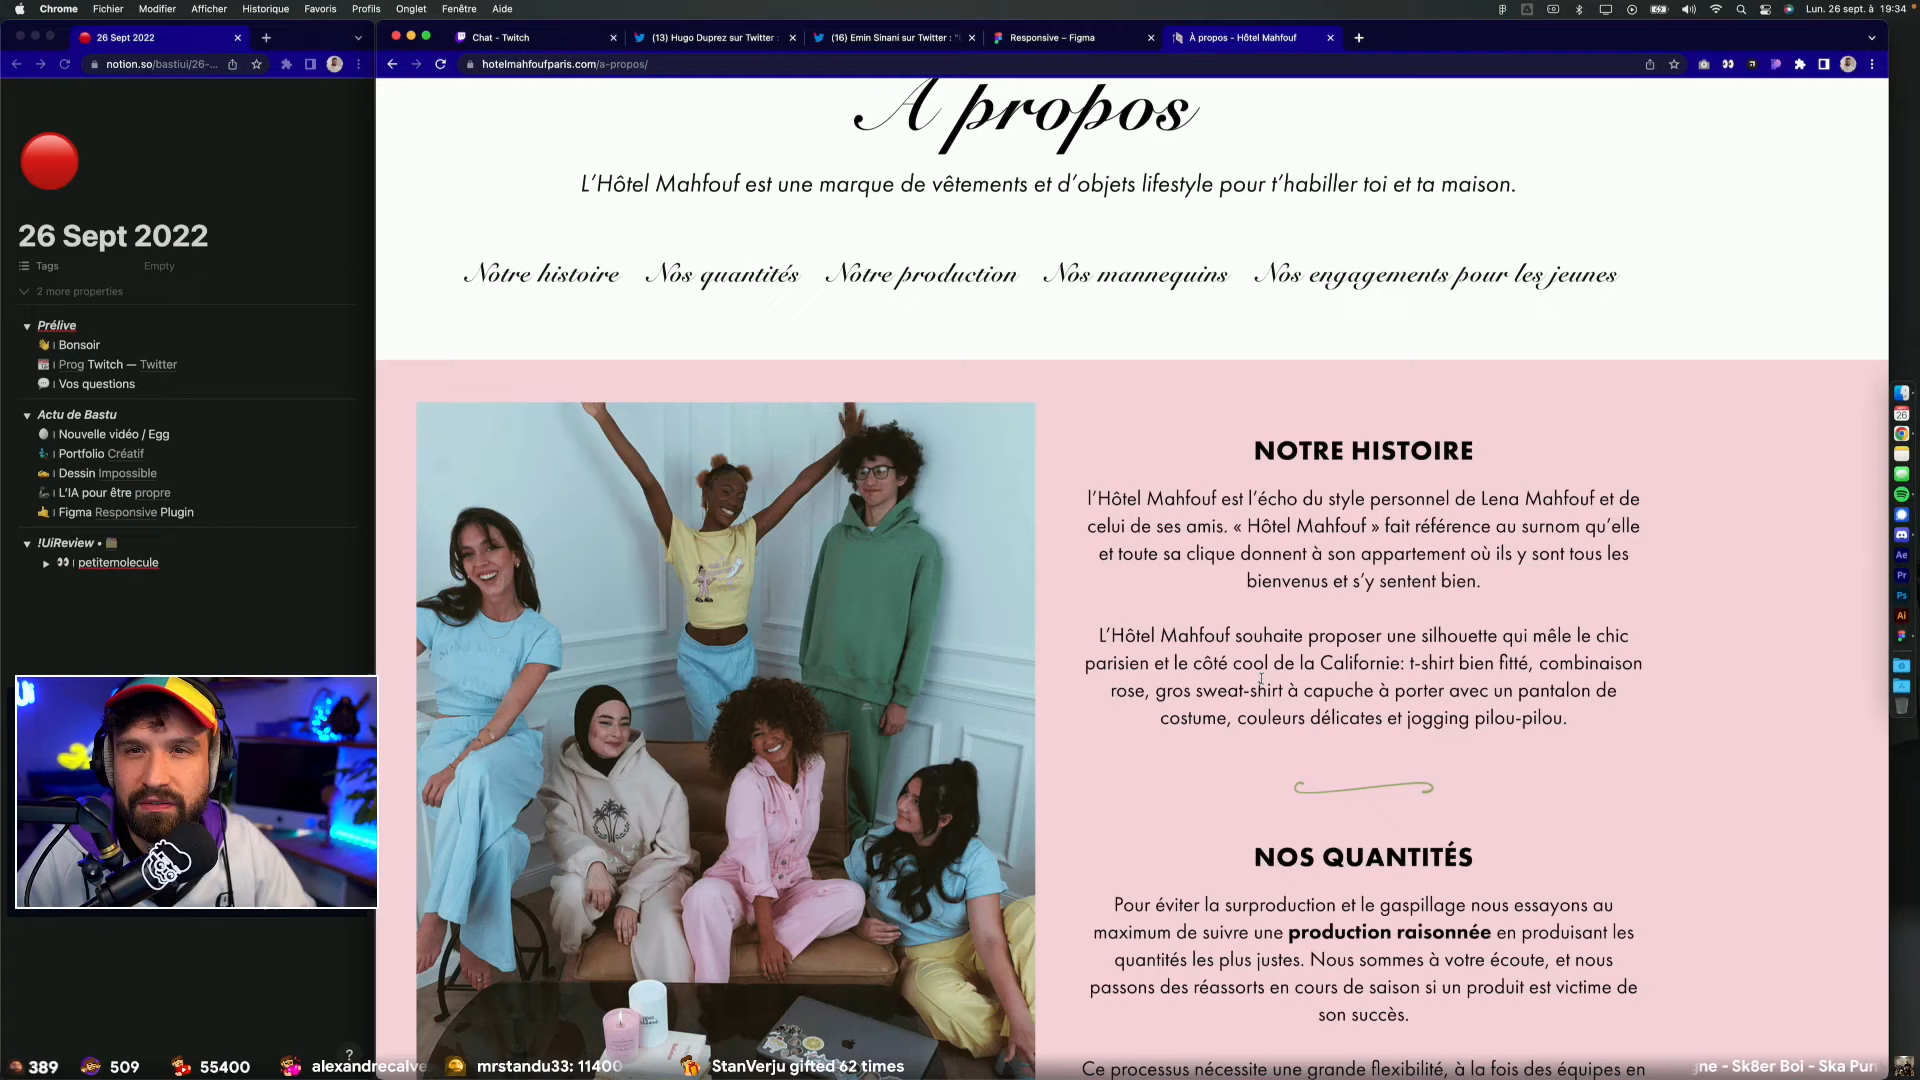 Chrome Fichier Modifier Afficher Historique Favoris Profils Onglet Fenêtre Aide
Lun. 26 sept. à 19:34
26 Sept 2022
Chat - Twitch
(13) Hugo Duprez sur Twitter :
(16) Emin Sinani sur Twitter : "
Responsive – Figma
À propos - Hôtel Mahfouf
notion.so/bastiui/26-...
hotelmahfoufparis.com/a-propos/
26 Sept 2022
Tags Empty
2 more properties
Prélive
👋 I Bonsoir
📅 I Prog Twitch — Twitter
💬 I Vos questions
Actu de Bastu
🥚 I Nouvelle vidéo / Egg
🧞‍♂️ I Portfolio Créatif
✍️ I Dessin Impossible
🦾 I L'IA pour être propre
🤙 I Figma Responsive Plugin
!UiReview •
👀 I petitemolecule
A propos
L'Hôtel Mahfouf est une marque de vêtements et d'objets lifestyle pour t'habiller toi et ta maison.
Notre histoire Nos quantités Notre production Nos mannequins Nos engagements pour les jeunes
NOTRE HISTOIRE
l'Hôtel Mahfouf est l'écho du style personnel de Lena Mahfouf et de
celui de ses amis. « Hôtel Mahfouf » fait référence au surnom qu'elle
et toute sa clique donnent à son appartement où ils y sont tous les
bienvenus et s'y sentent bien.
L'Hôtel Mahfouf souhaite proposer une silhouette qui mêle le chic
parisien et le côté cool de la Californie: t-shirt bien fitté, combinaison
rose, gros sweat-shirt à capuche à porter avec un pantalon de
costume, couleurs délicates et jogging pilou-pilou.
NOS QUANTITÉS
Pour éviter la surproduction et le gaspillage nous essayons au
maximum de suivre une production raisonnée en produisant les
quantités les plus justes. Nous sommes à votre écoute, et nous
passons des réassorts en cours de saison si un produit est victime de
son succès.
Ce processus nécessite une grande flexibilité, à la fois des équipes en
26
Ae
Pr
Ps
Ai
?
389 509 55400 alexandrecalve mrstandu33: 11400 StanVerju gifted 62 times
gne - Sk8er Boi - Ska Pun